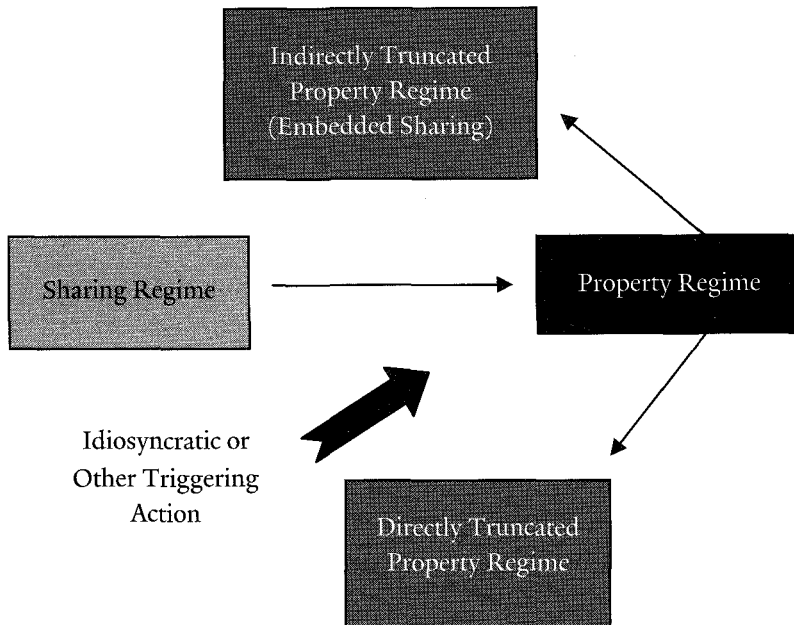 Indirectly Truncated
Property Regime
(Embedded Sharing)
Sharing Regime
Property Regime
Idiosyncratic or
Other Triggering
Action
Directly Truncated
Property Regime